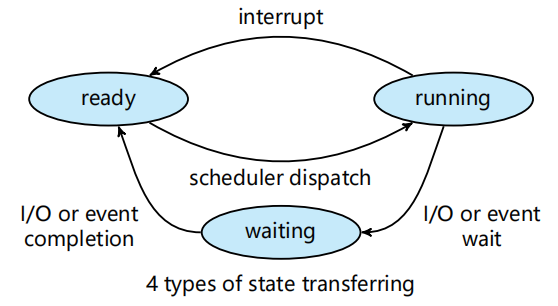 interrupt
ready
running
scheduler dispatch
I/O or event
completion
waiting
I/O or event
wait
4 types of state transferring